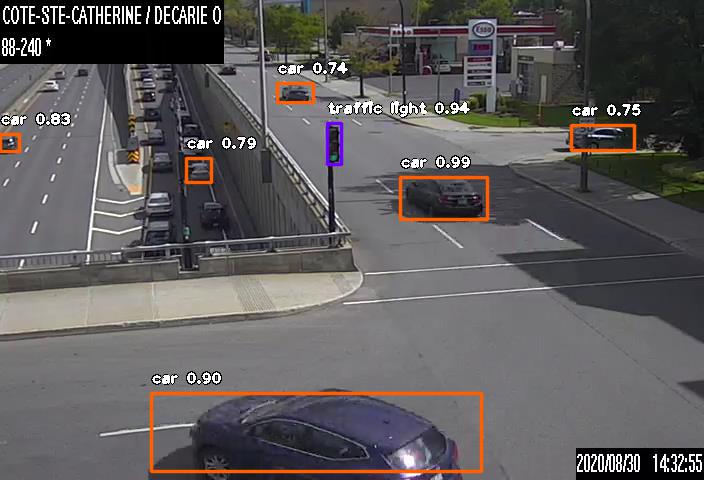 COTE-STE-CATHERINE / DECARIE O
88-240 *
Esso
car 0.74
traffic light 0.94
car 0.75
car 0.83
car 0.79
car 0.99
car 0.90
2020/08/30 14:32:55